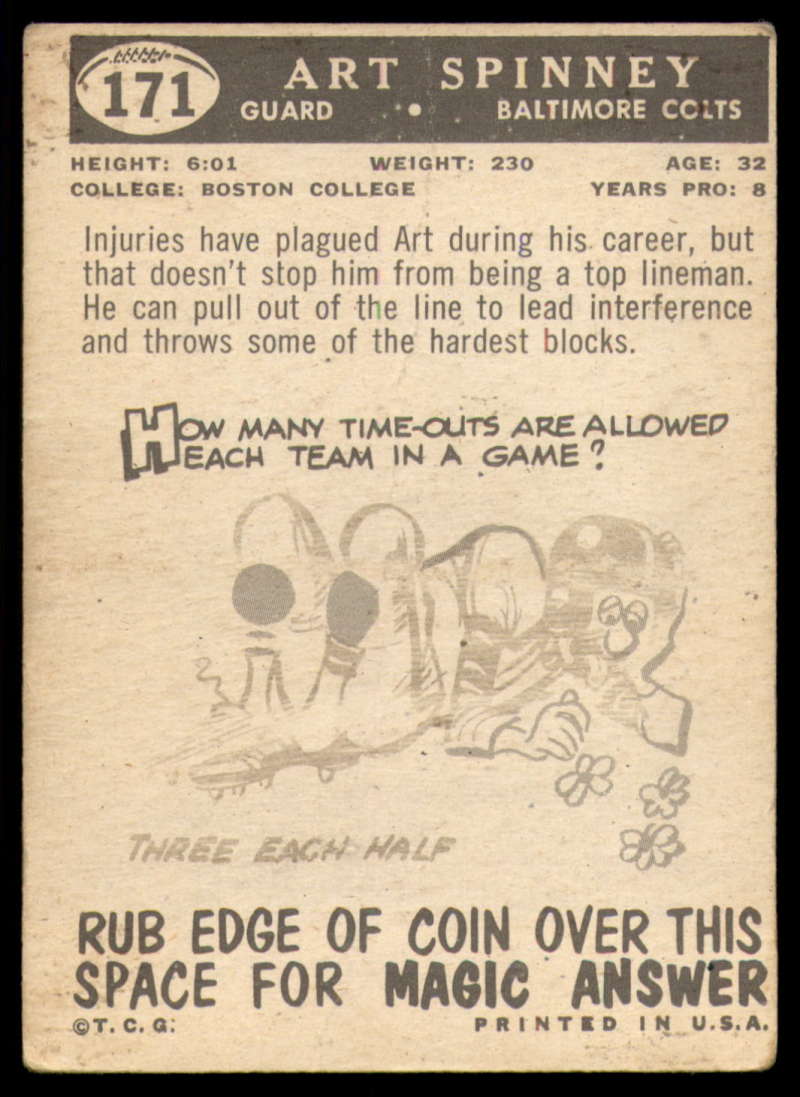 171
ART SPINNEY
GUARD • BALTIMORE COLTS
HEIGHT: 6:01 WEIGHT: 230 AGE: 32
COLLEGE: BOSTON COLLEGE YEARS PRO: 8
Injuries have plagued Art during his career, but
that doesn't stop him from being a top lineman.
He can pull out of the line to lead interference
and throws some of the hardest blocks.
HOW MANY TIME-OUTS ARE ALLOWED
EACH TEAM IN A GAME?
THREE EACH HALF
RUB EDGE OF COIN OVER THIS
SPACE FOR MAGIC ANSWER
©T.C.G. PRINTED IN U.S.A.